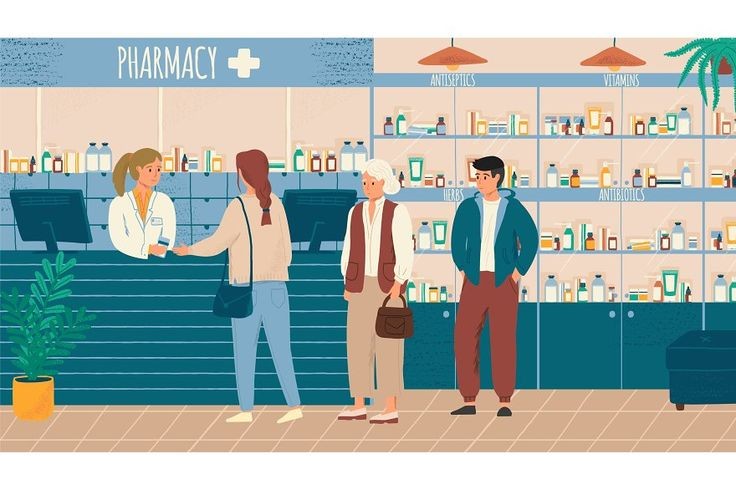 PHARMACY
ANTISEPTICS
VITAMINS
HERBS
ANTIBIOTICS